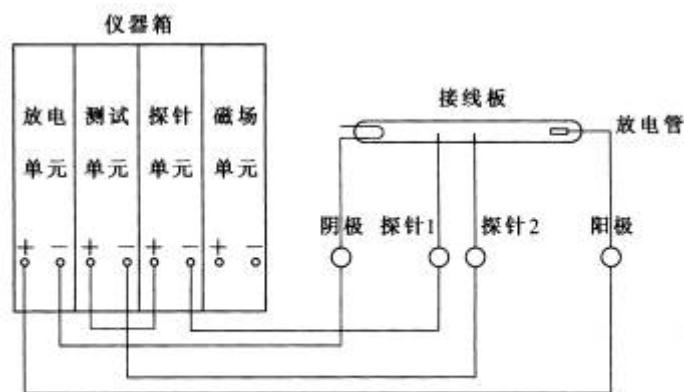 仪器箱
放电 测试 探针 磁场
单元 单元 单元 单元
+ − + − + − + −
接线板
放电管
阴极 探针1 探针2 阳极